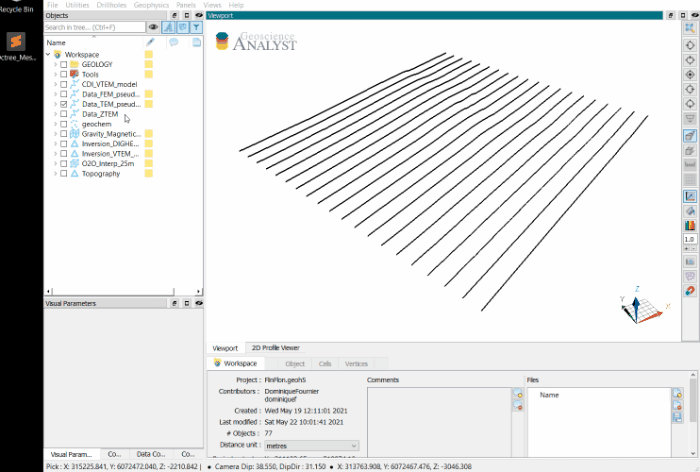 Recycle Bin
Octree_Mes...
File Utilities Drillholes Geophysics Panels Views Help
Objects
Search in tree... (Ctrl+F)
Name
Workspace
GEOLOGY
Tools
CDI_VTEM_model
Data_FEM_pseud...
Data_TEM_pseud...
Data_ZTEM
geochem
Gravity_Magnetic...
Inversion_DIGHE...
Inversion_VTEM_...
O2O_Interp_25m
Topography
Visual Parameters
Visual Param... Co... Data Co... Co...
Viewport
Geoscience
ANALYST
Z
Y
X
1.0
Viewport 2D Profile Viewer
Workspace Object Cells Vertices
Project : FlinFlon.geoh5
Contributors : DominiqueFournier
dominiquef
Created : Wed May 19 12:11:01 2021
Last modified : Sat May 22 10:01:41 2021
# Objects : 77
Distance unit : metres
Comments
Files
Name
Pick : X: 315225.841, Y: 6072472.040, Z: -2210.842 | ● Camera Dip: 38.550, DipDir : 31.150 ● X: 313763.908, Y: 6072467.476, Z: -3046.308